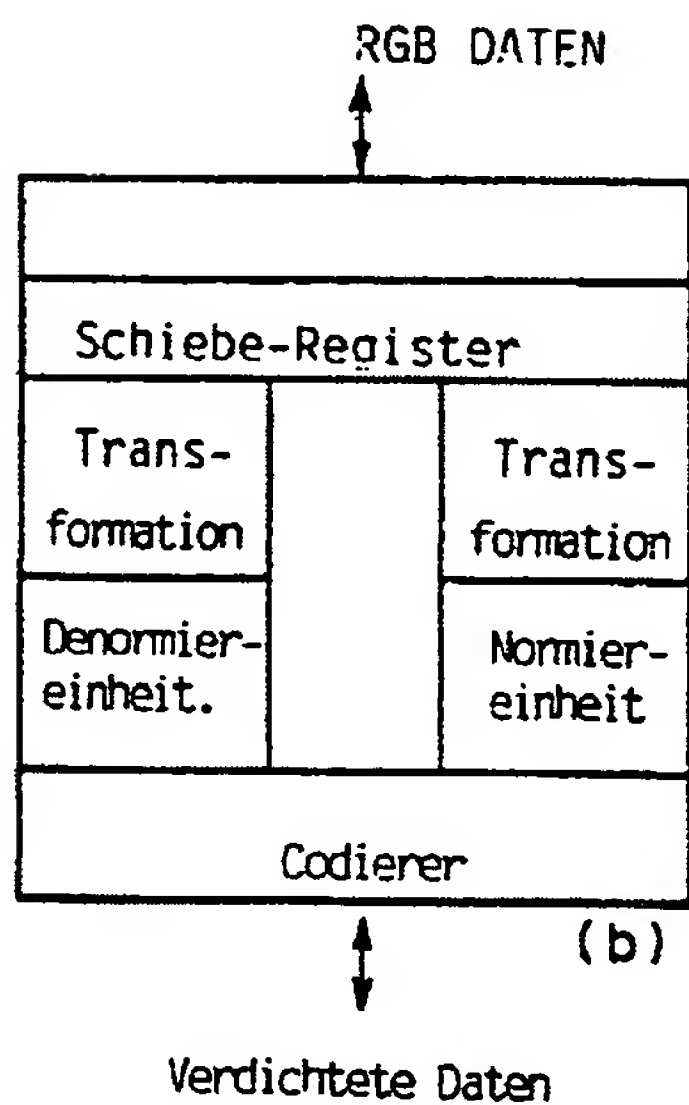 RGB DATEN
Schiebe-Register
Trans-
formation
Trans-
formation
Denormier-
einheit.
Normier-
einheit
Codierer
(b)
Verdichtete Daten